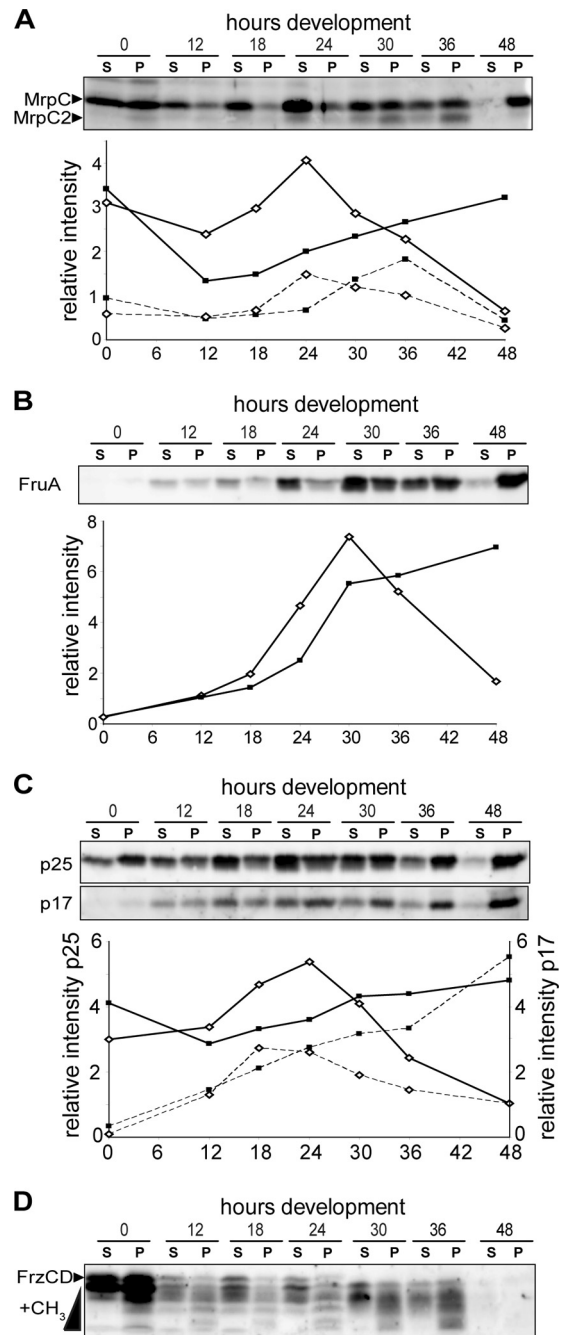 A
hours development
0 12 18 24 30 36 48
S P S P S P S P S P S P S P
MrpC
MrpC2
relative intensity
4
3
2
1
0
0 6 12 18 24 30 36 42 48
B
hours development
0 12 18 24 30 36 48
S P S P S P S P S P S P S P
FruA
relative intensity
8
6
4
2
0
0 6 12 18 24 30 36 42 48
C
hours development
0 12 18 24 30 36 48
S P S P S P S P S P S P S P
p25
p17
relative intensity p25
6
4
2
0
relative intensity p17
6
4
2
0
0 6 12 18 24 30 36 42 48
D
hours development
0 12 18 24 30 36 48
S P S P S P S P S P S P S P
FrzCD
+CH3